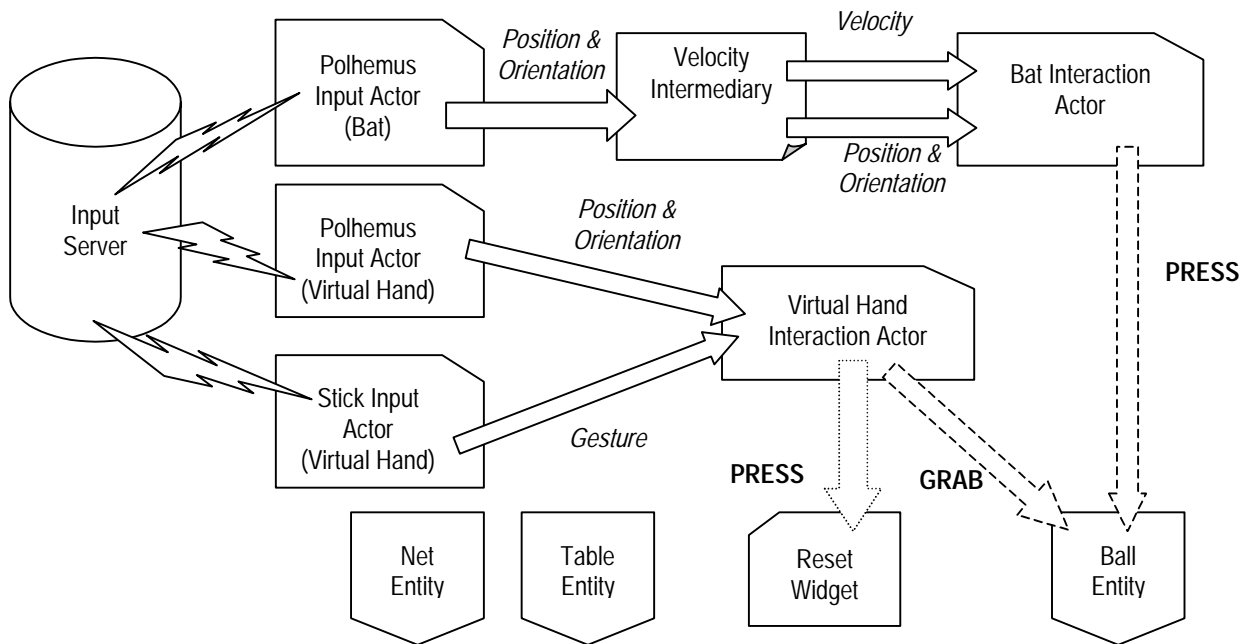 Velocity
Position &
Orientation
Polhemus
Input Actor
(Bat)
Velocity
Intermediary
Bat Interaction
Actor
Position &
Orientation
Input
Server
Polhemus
Input Actor
(Virtual Hand)
Position &
Orientation
PRESS
Virtual Hand
Interaction Actor
Stick Input
Actor
(Virtual Hand)
Gesture
PRESS
GRAB
Net
Entity
Table
Entity
Reset
Widget
Ball
Entity